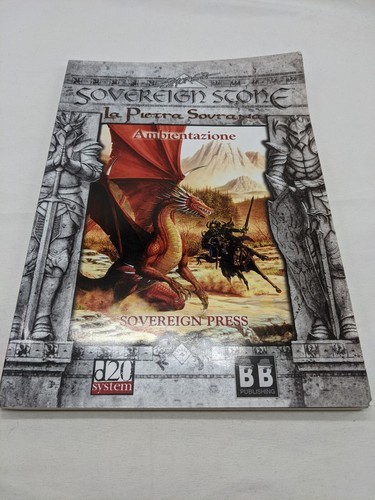 SOVEREIGN STONE
La Pietra Sovrana
Ambientazione
SOVEREIGN PRESS
d20
system
BB
PUBLISHING